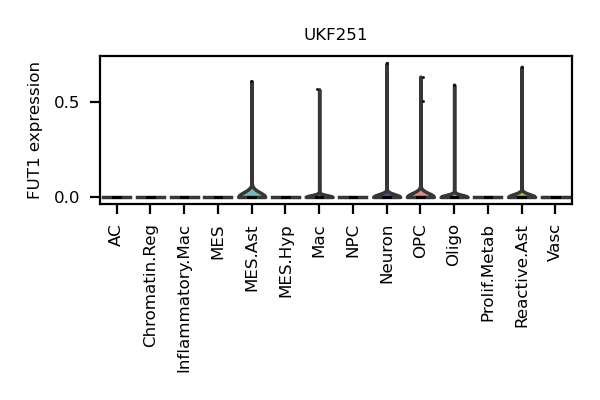 UKF251
FUT1 expression
0.5
0.0
AC
Chromatin.Reg
Inflammatory.Mac
MES
MES.Ast
MES.Hyp
Mac
NPC
Neuron
OPC
Oligo
Prolif.Metab
Reactive.Ast
Vasc